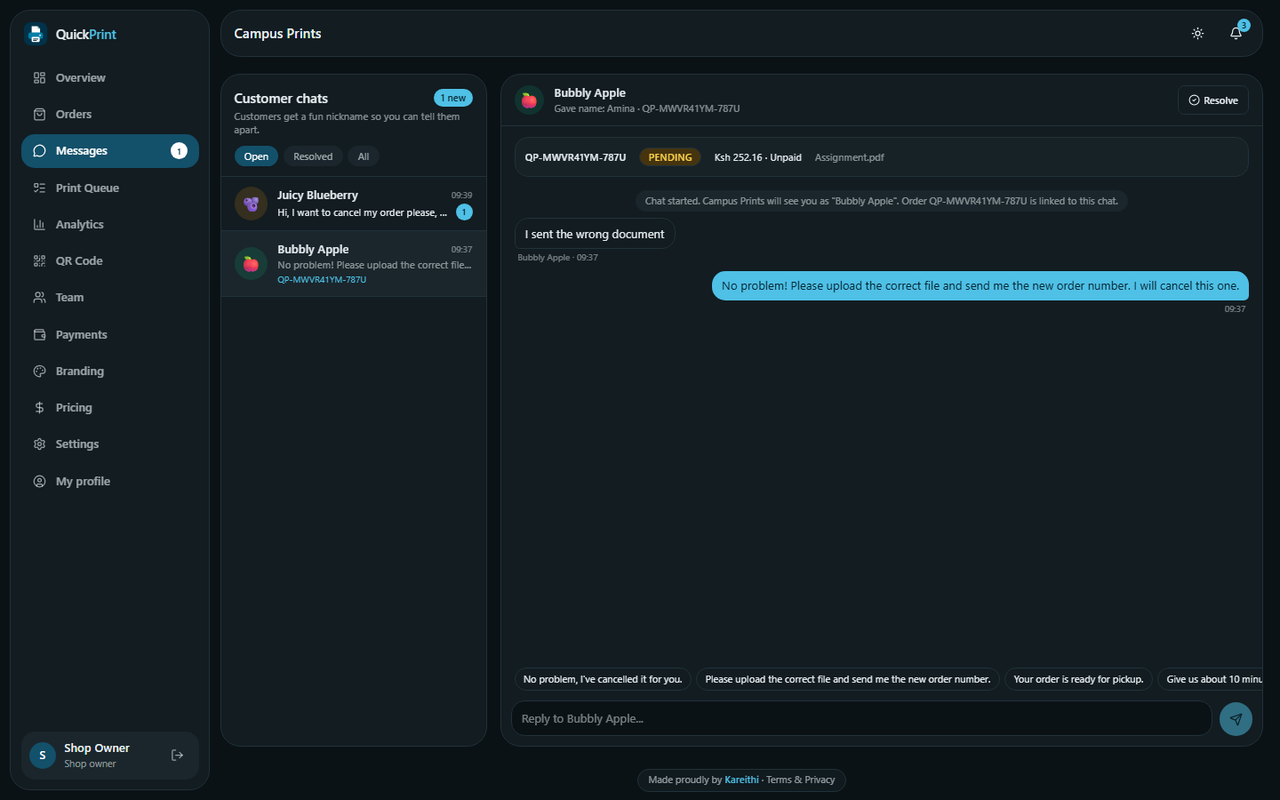 QuickPrint
Overview
Orders
Messages 1
Print Queue
Analytics
QR Code
Team
Payments
Branding
Pricing
Settings
My profile
S
Shop Owner
Shop owner
Campus Prints
3
Customer chats
1 new
Customers get a fun nickname so you can tell them
apart.
Open Resolved All
Juicy Blueberry 09:39
Hi, I want to cancel my order please, ... 1
Bubbly Apple 09:37
No problem! Please upload the correct file...
QP-MWVR41YM-787U
Bubbly Apple
Gave name: Amina · QP-MWVR41YM-787U
Resolve
QP-MWVR41YM-787U PENDING Ksh 252.16 · Unpaid Assignment.pdf
Chat started. Campus Prints will see you as "Bubbly Apple". Order QP-MWVR41YM-787U is linked to this chat.
I sent the wrong document
Bubbly Apple · 09:37
No problem! Please upload the correct file and send me the new order number. I will cancel this one.
09:37
No problem, I've cancelled it for you. Please upload the correct file and send me the new order number. Your order is ready for pickup. Give us about 10 minu
Reply to Bubbly Apple...
Made proudly by Kareithi · Terms & Privacy